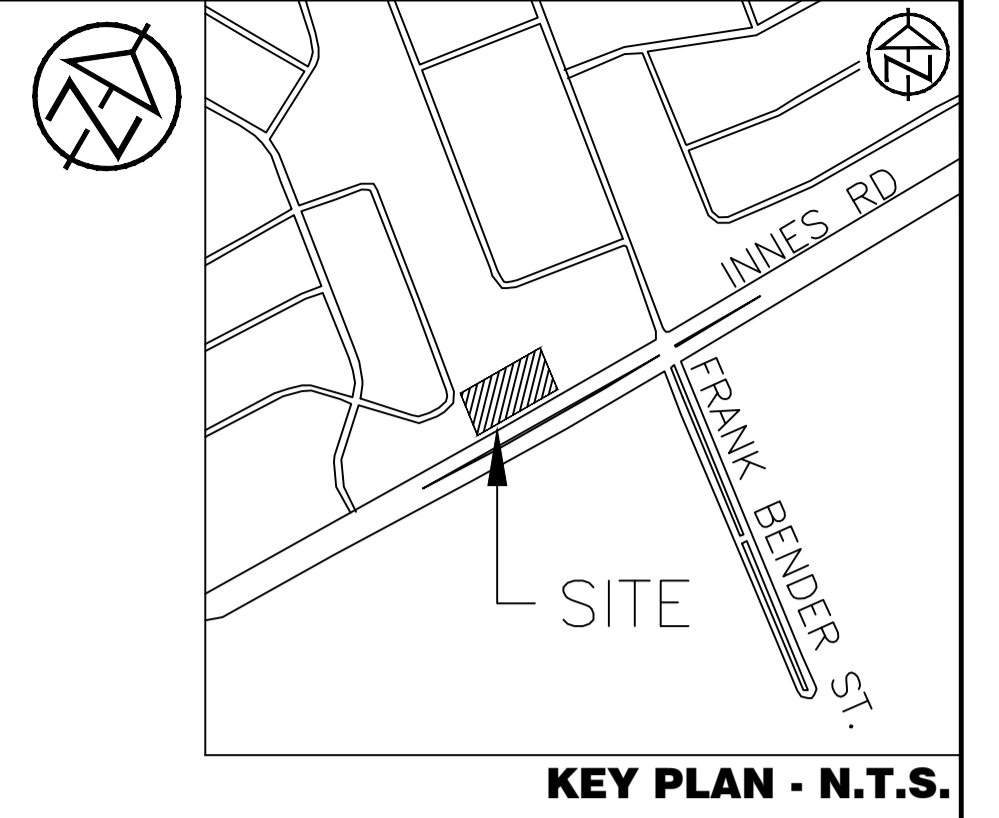 INNES RD
FRANK BENDER ST.
SITE
KEY PLAN - N.T.S.